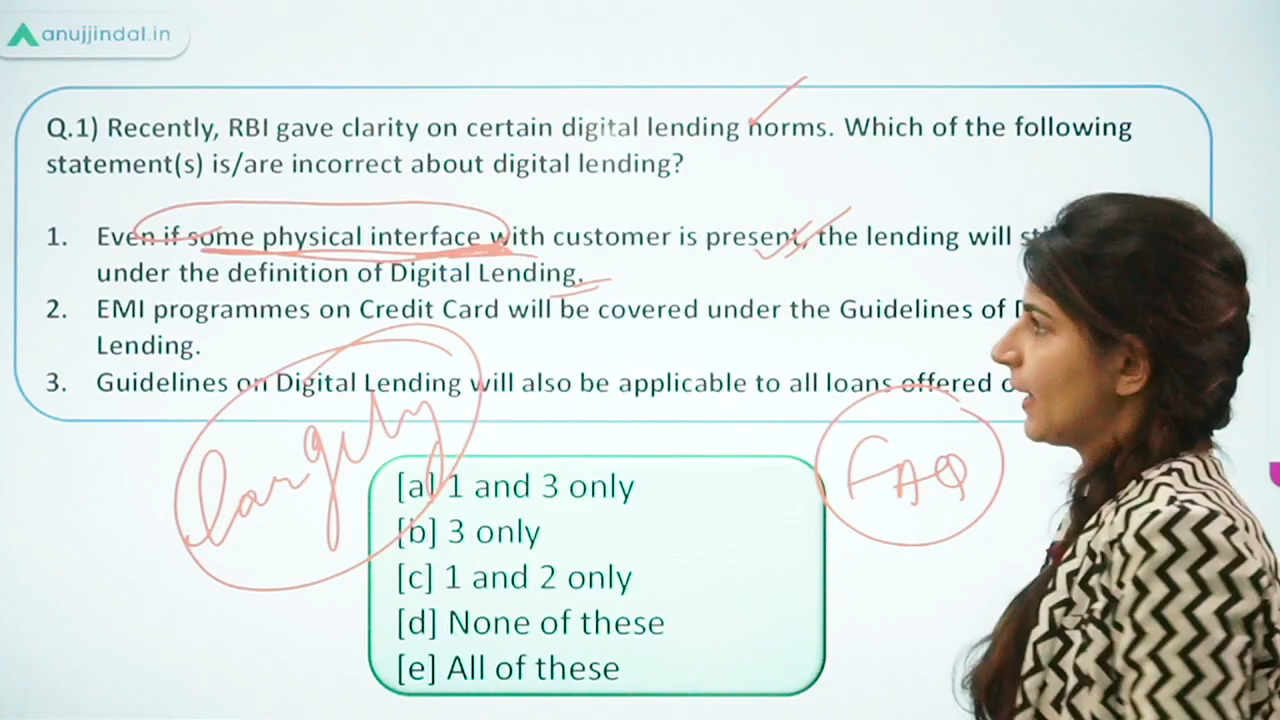 anujjindal.in
Q.1) Recently, RBI gave clarity on certain digital lending norms. Which of the following
statement(s) is/are incorrect about digital lending?
1. Even if some physical interface with customer is present, the lending will
under the definition of Digital Lending.
2. EMI programmes on Credit Card will be covered under the Guidelines of
Lending.
3. Guidelines on Digital Lending will also be applicable to all loans offered
largely
FAQ
[a] 1 and 3 only
[b] 3 only
[c] 1 and 2 only
[d] None of these
[e] All of these